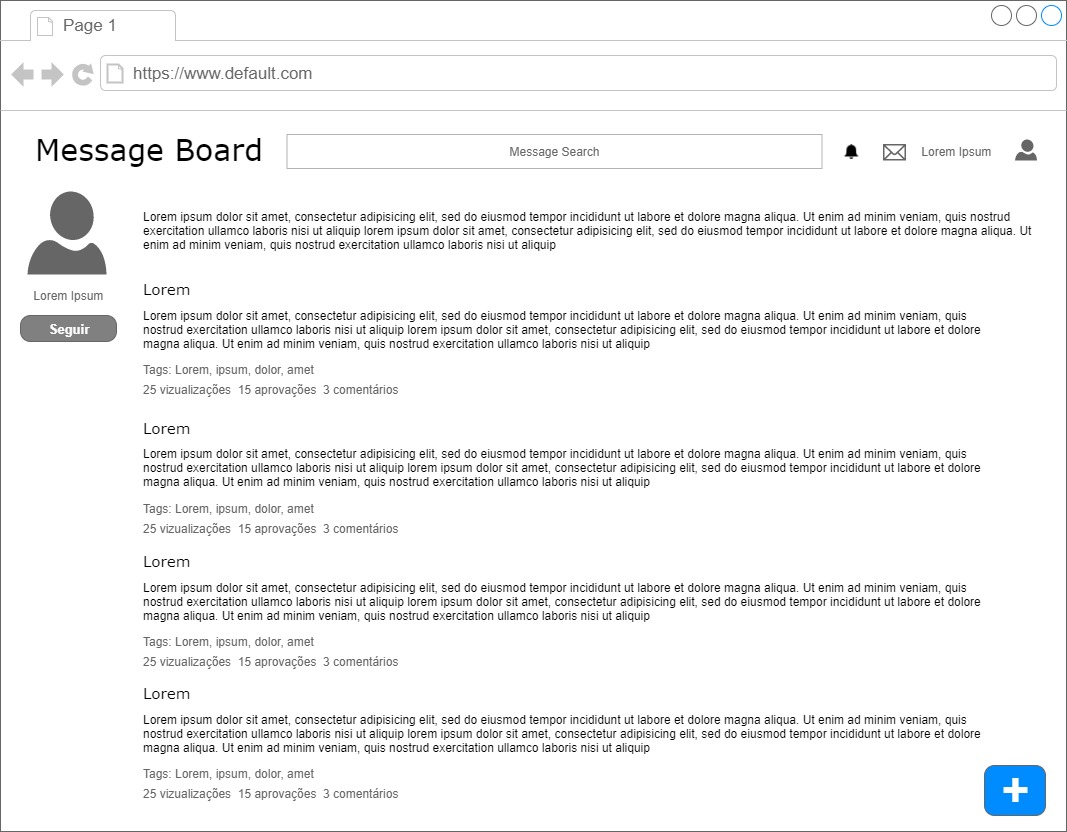 Page 1
https://www.default.com
Message Board
Message Search
Lorem Ipsum
Lorem Ipsum
Seguir
Lorem ipsum dolor sit amet, consectetur adipisicing elit, sed do eiusmod tempor incididunt ut labore et dolore magna aliqua. Ut enim ad minim veniam, quis nostrud
exercitation ullamco laboris nisi ut aliquip lorem ipsum dolor sit amet, consectetur adipisicing elit, sed do eiusmod tempor incididunt ut labore et dolore magna aliqua. Ut
enim ad minim veniam, quis nostrud exercitation ullamco laboris nisi ut aliquip
Lorem
Lorem ipsum dolor sit amet, consectetur adipisicing elit, sed do eiusmod tempor incididunt ut labore et dolore magna aliqua. Ut enim ad minim veniam, quis
nostrud exercitation ullamco laboris nisi ut aliquip lorem ipsum dolor sit amet, consectetur adipisicing elit, sed do eiusmod tempor incididunt ut labore et dolore
magna aliqua. Ut enim ad minim veniam, quis nostrud exercitation ullamco laboris nisi ut aliquip
Tags: Lorem, ipsum, dolor, amet
25 vizualizações 15 aprovações 3 comentários
Lorem
Lorem ipsum dolor sit amet, consectetur adipisicing elit, sed do eiusmod tempor incididunt ut labore et dolore magna aliqua. Ut enim ad minim veniam, quis
nostrud exercitation ullamco laboris nisi ut aliquip lorem ipsum dolor sit amet, consectetur adipisicing elit, sed do eiusmod tempor incididunt ut labore et dolore
magna aliqua. Ut enim ad minim veniam, quis nostrud exercitation ullamco laboris nisi ut aliquip
Tags: Lorem, ipsum, dolor, amet
25 vizualizações 15 aprovações 3 comentários
Lorem
Lorem ipsum dolor sit amet, consectetur adipisicing elit, sed do eiusmod tempor incididunt ut labore et dolore magna aliqua. Ut enim ad minim veniam, quis
nostrud exercitation ullamco laboris nisi ut aliquip lorem ipsum dolor sit amet, consectetur adipisicing elit, sed do eiusmod tempor incididunt ut labore et dolore
magna aliqua. Ut enim ad minim veniam, quis nostrud exercitation ullamco laboris nisi ut aliquip
Tags: Lorem, ipsum, dolor, amet
25 vizualizações 15 aprovações 3 comentários
Lorem
Lorem ipsum dolor sit amet, consectetur adipisicing elit, sed do eiusmod tempor incididunt ut labore et dolore magna aliqua. Ut enim ad minim veniam, quis
nostrud exercitation ullamco laboris nisi ut aliquip lorem ipsum dolor sit amet, consectetur adipisicing elit, sed do eiusmod tempor incididunt ut labore et dolore
magna aliqua. Ut enim ad minim veniam, quis nostrud exercitation ullamco laboris nisi ut aliquip
Tags: Lorem, ipsum, dolor, amet
25 vizualizações 15 aprovações 3 comentários